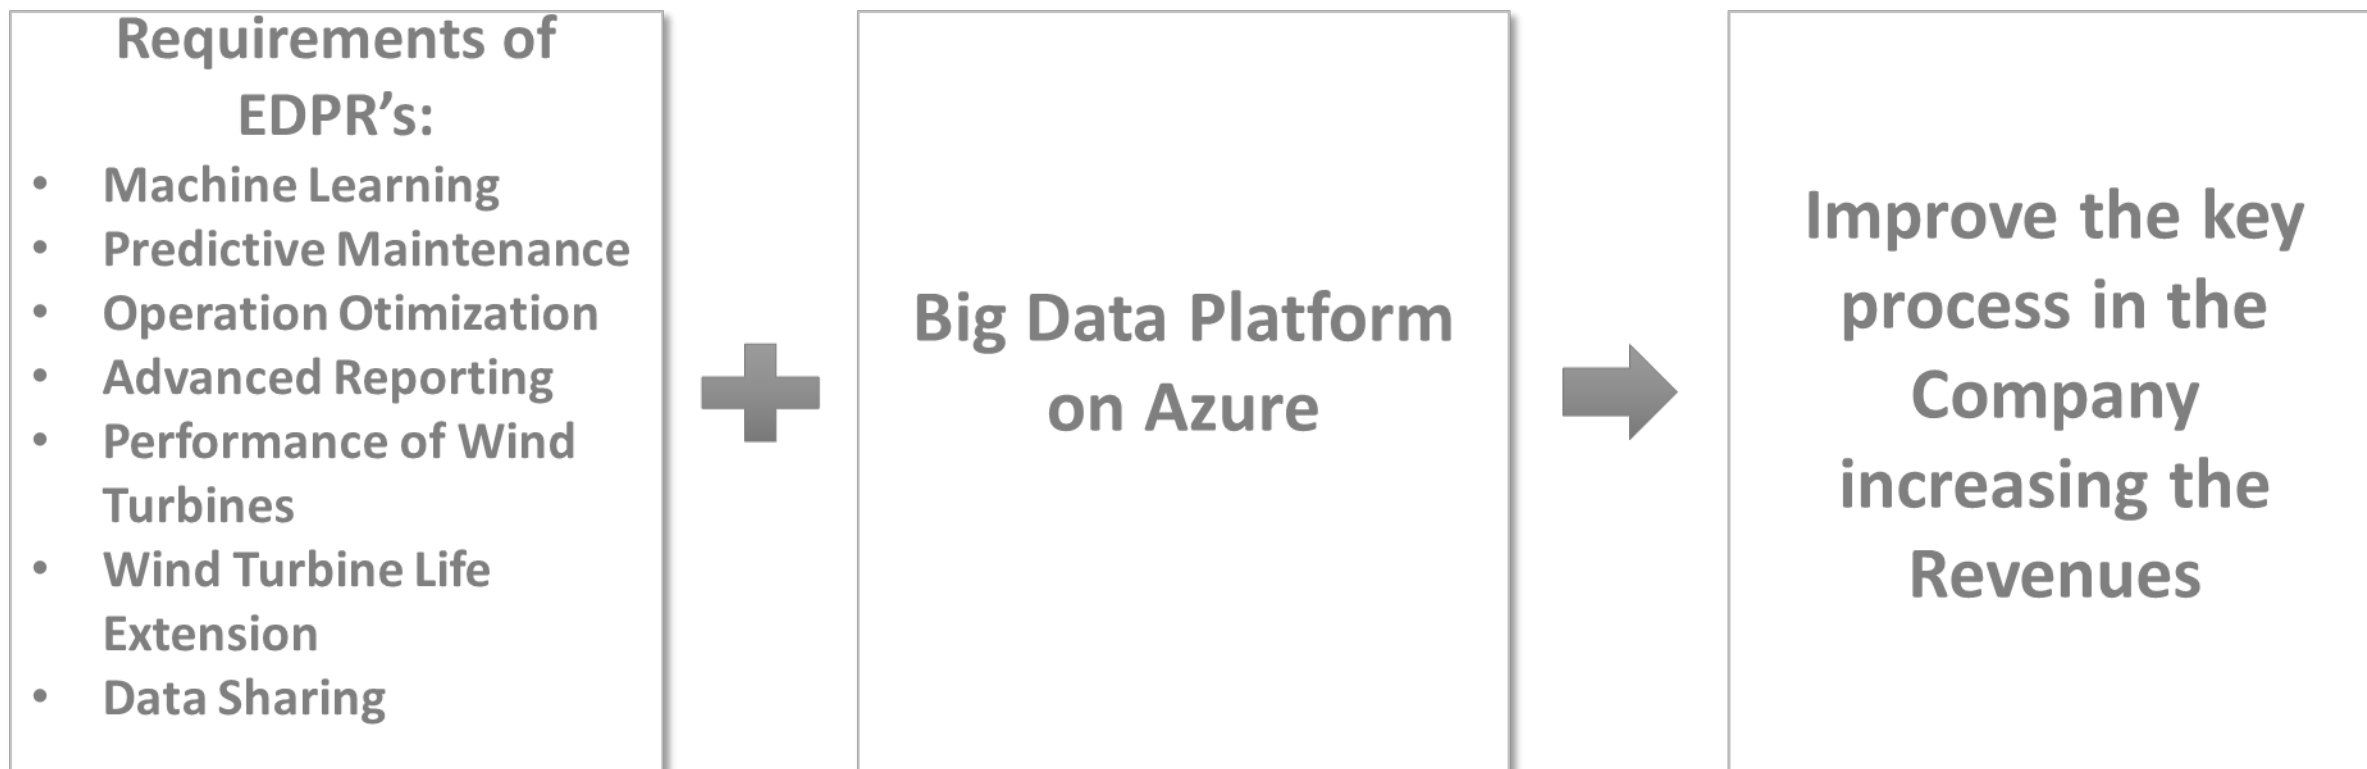 Requirements of
EDPR’s:
• Machine Learning
• Predictive Maintenance
• Operation Otimization
• Advanced Reporting
• Performance of Wind
Turbines
• Wind Turbine Life
Extension
• Data Sharing
Big Data Platform
on Azure
Improve the key
process in the
Company
increasing the
Revenues